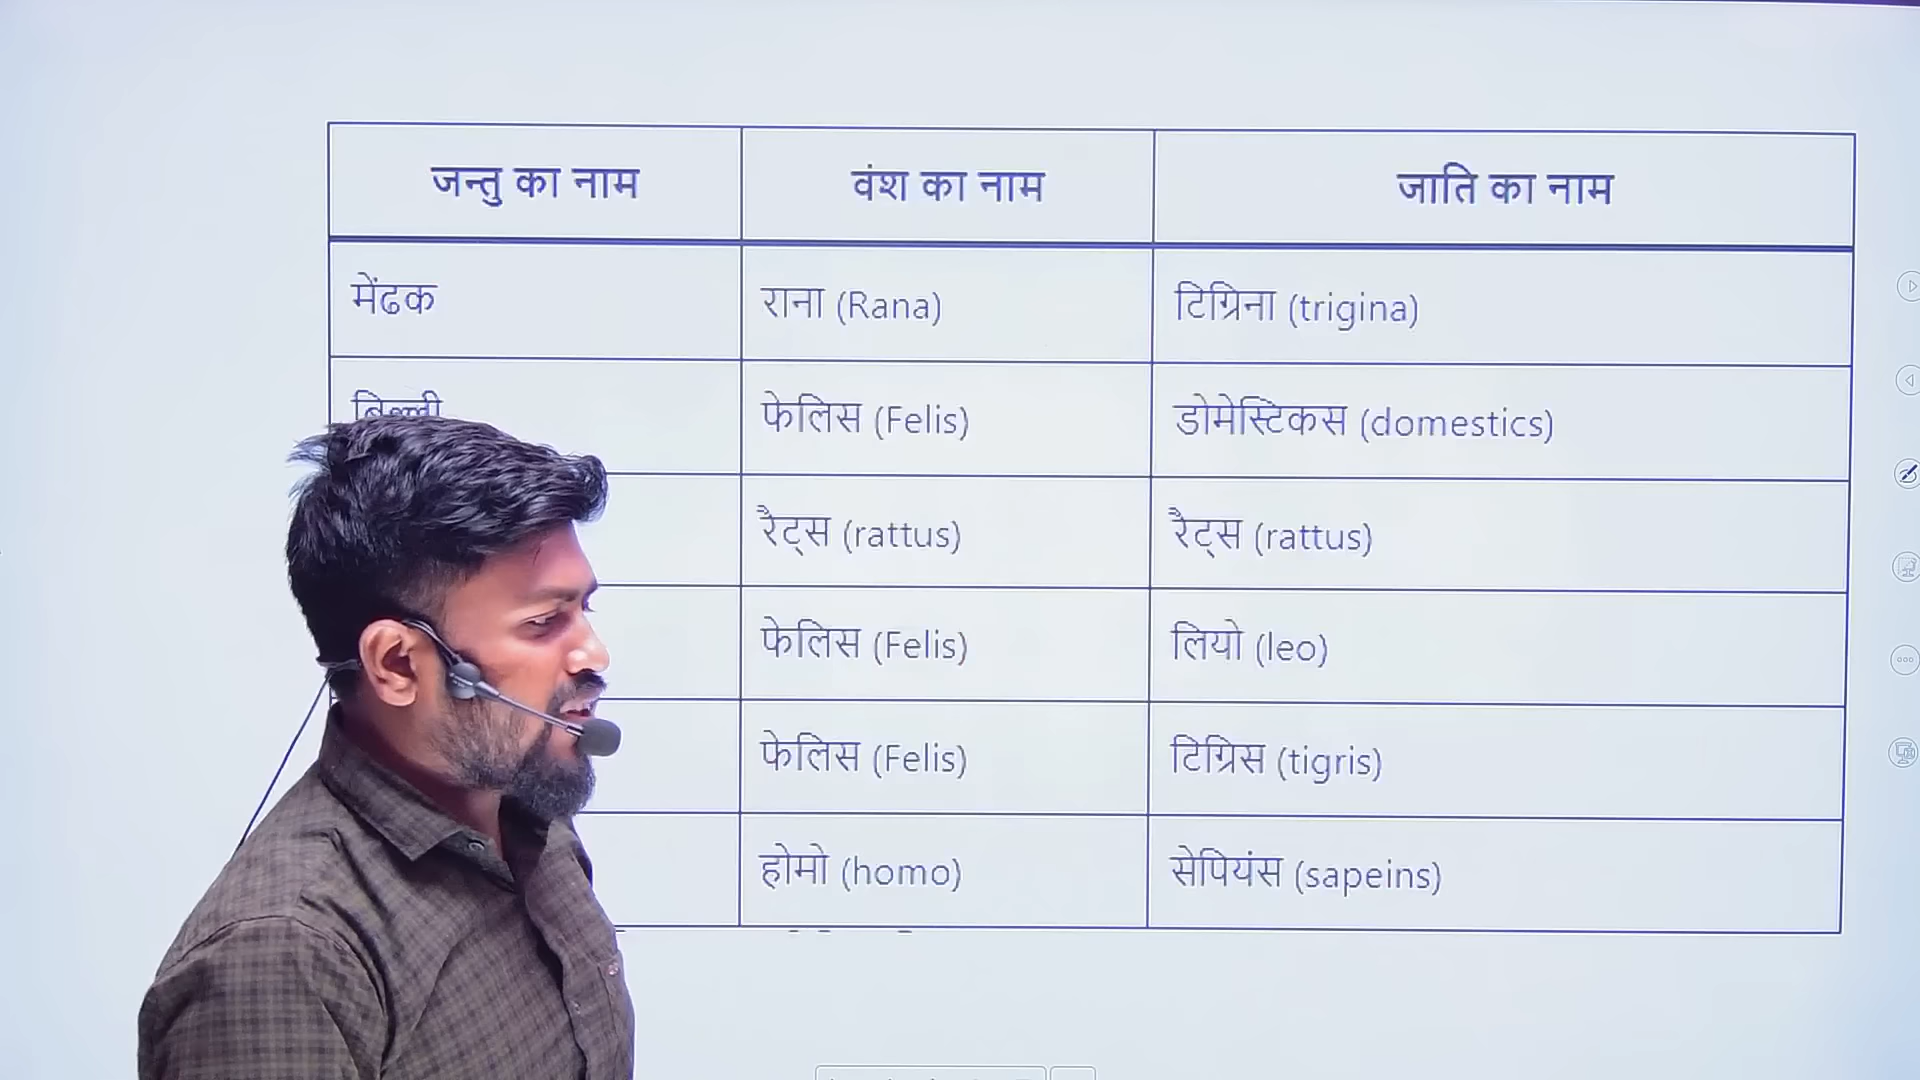 जन्तु का नाम वंश का नाम जाति का नाम
मेंढक राना (Rana) टिग्रिना (trigina)
फेलिस (Felis) डोमेस्टिकस (domestics)
रैट्स (rattus) रैट्स (rattus)
फेलिस (Felis) लियो (leo)
फेलिस (Felis) टिग्रिस (tigris)
होमो (homo) सेपियंस (sapeins)